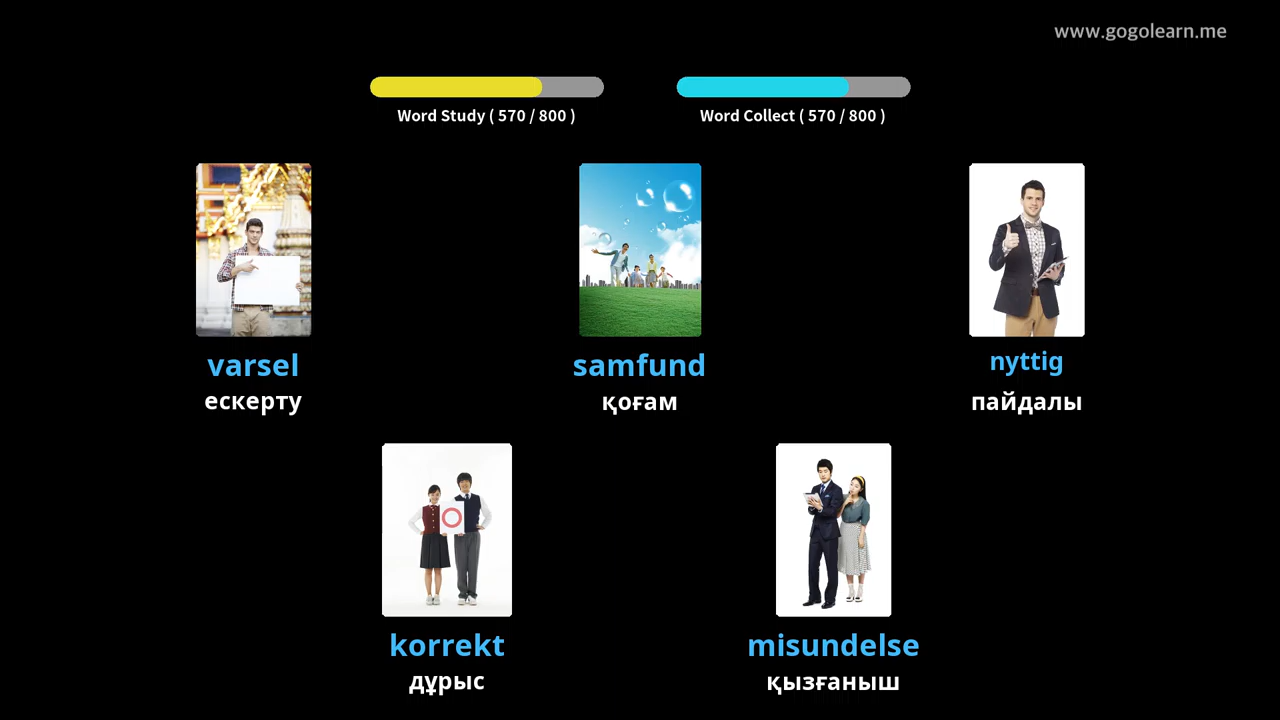 www.gogolearn.me
Word Study ( 570 / 800 )
Word Collect ( 570 / 800 )
varsel
ескерту
samfund
қоғам
nyttig
пайдалы
korrekt
дұрыс
misundelse
қызғаныш